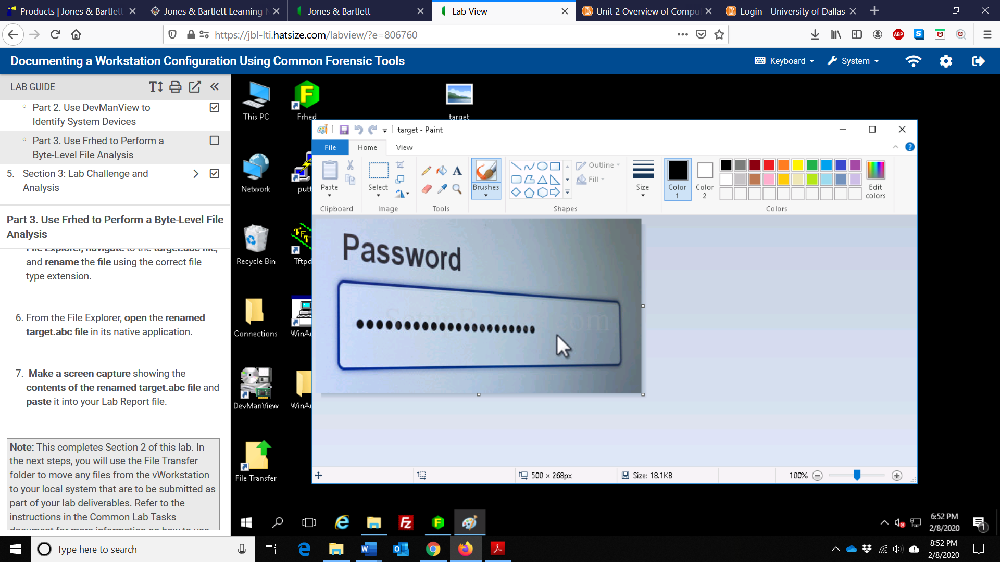 Products | Jones & Bartlett
Jones & Bartlett Learning N
Jones & Bartlett
Lab View
Unit 2 Overview of Compu
Login - University of Dallas
https://jbl-lti.hatsize.com/labview/?e=806760
ABP
S
Documenting a Workstation Configuration Using Common Forensic Tools
Keyboard
System
LAB GUIDE
Part 2. Use DevManView to
Identify System Devices
Part 3. Use Frhed to Perform a
Byte-Level File Analysis
5. Section 3: Lab Challenge and
Analysis
Part 3. Use Frhed to Perform a Byte-Level File
Analysis
File Explorer, navigate to the target.abc file,
and rename the file using the correct file
type extension.
6. From the File Explorer, open the renamed
target.abc file in its native application.
7. Make a screen capture showing the
contents of the renamed target.abc file and
paste it into your Lab Report file.
Note: This completes Section 2 of this lab. In
the next steps, you will use the File Transfer
folder to move any files from the vWorkstation
to your local system that are to be submitted as
part of your lab deliverables. Refer to the
instructions in the Common Lab Tasks
document for more information on how to use
This PC
Frhed
target
Network
putt
Recycle Bin
Tftpd
Connections
WinAu
DevManView
WinAu
File Transfer
target - Paint
File
Home
View
Paste
Select
Brushes
Outline
Fill
Size
Color
1
Color
2
Edit
colors
Clipboard
Image
Tools
Shapes
Colors
Password
500 × 268px
Size: 18.1KB
100%
6:52 PM
2/8/2020
1
Type here to search
8:52 PM
2/8/2020